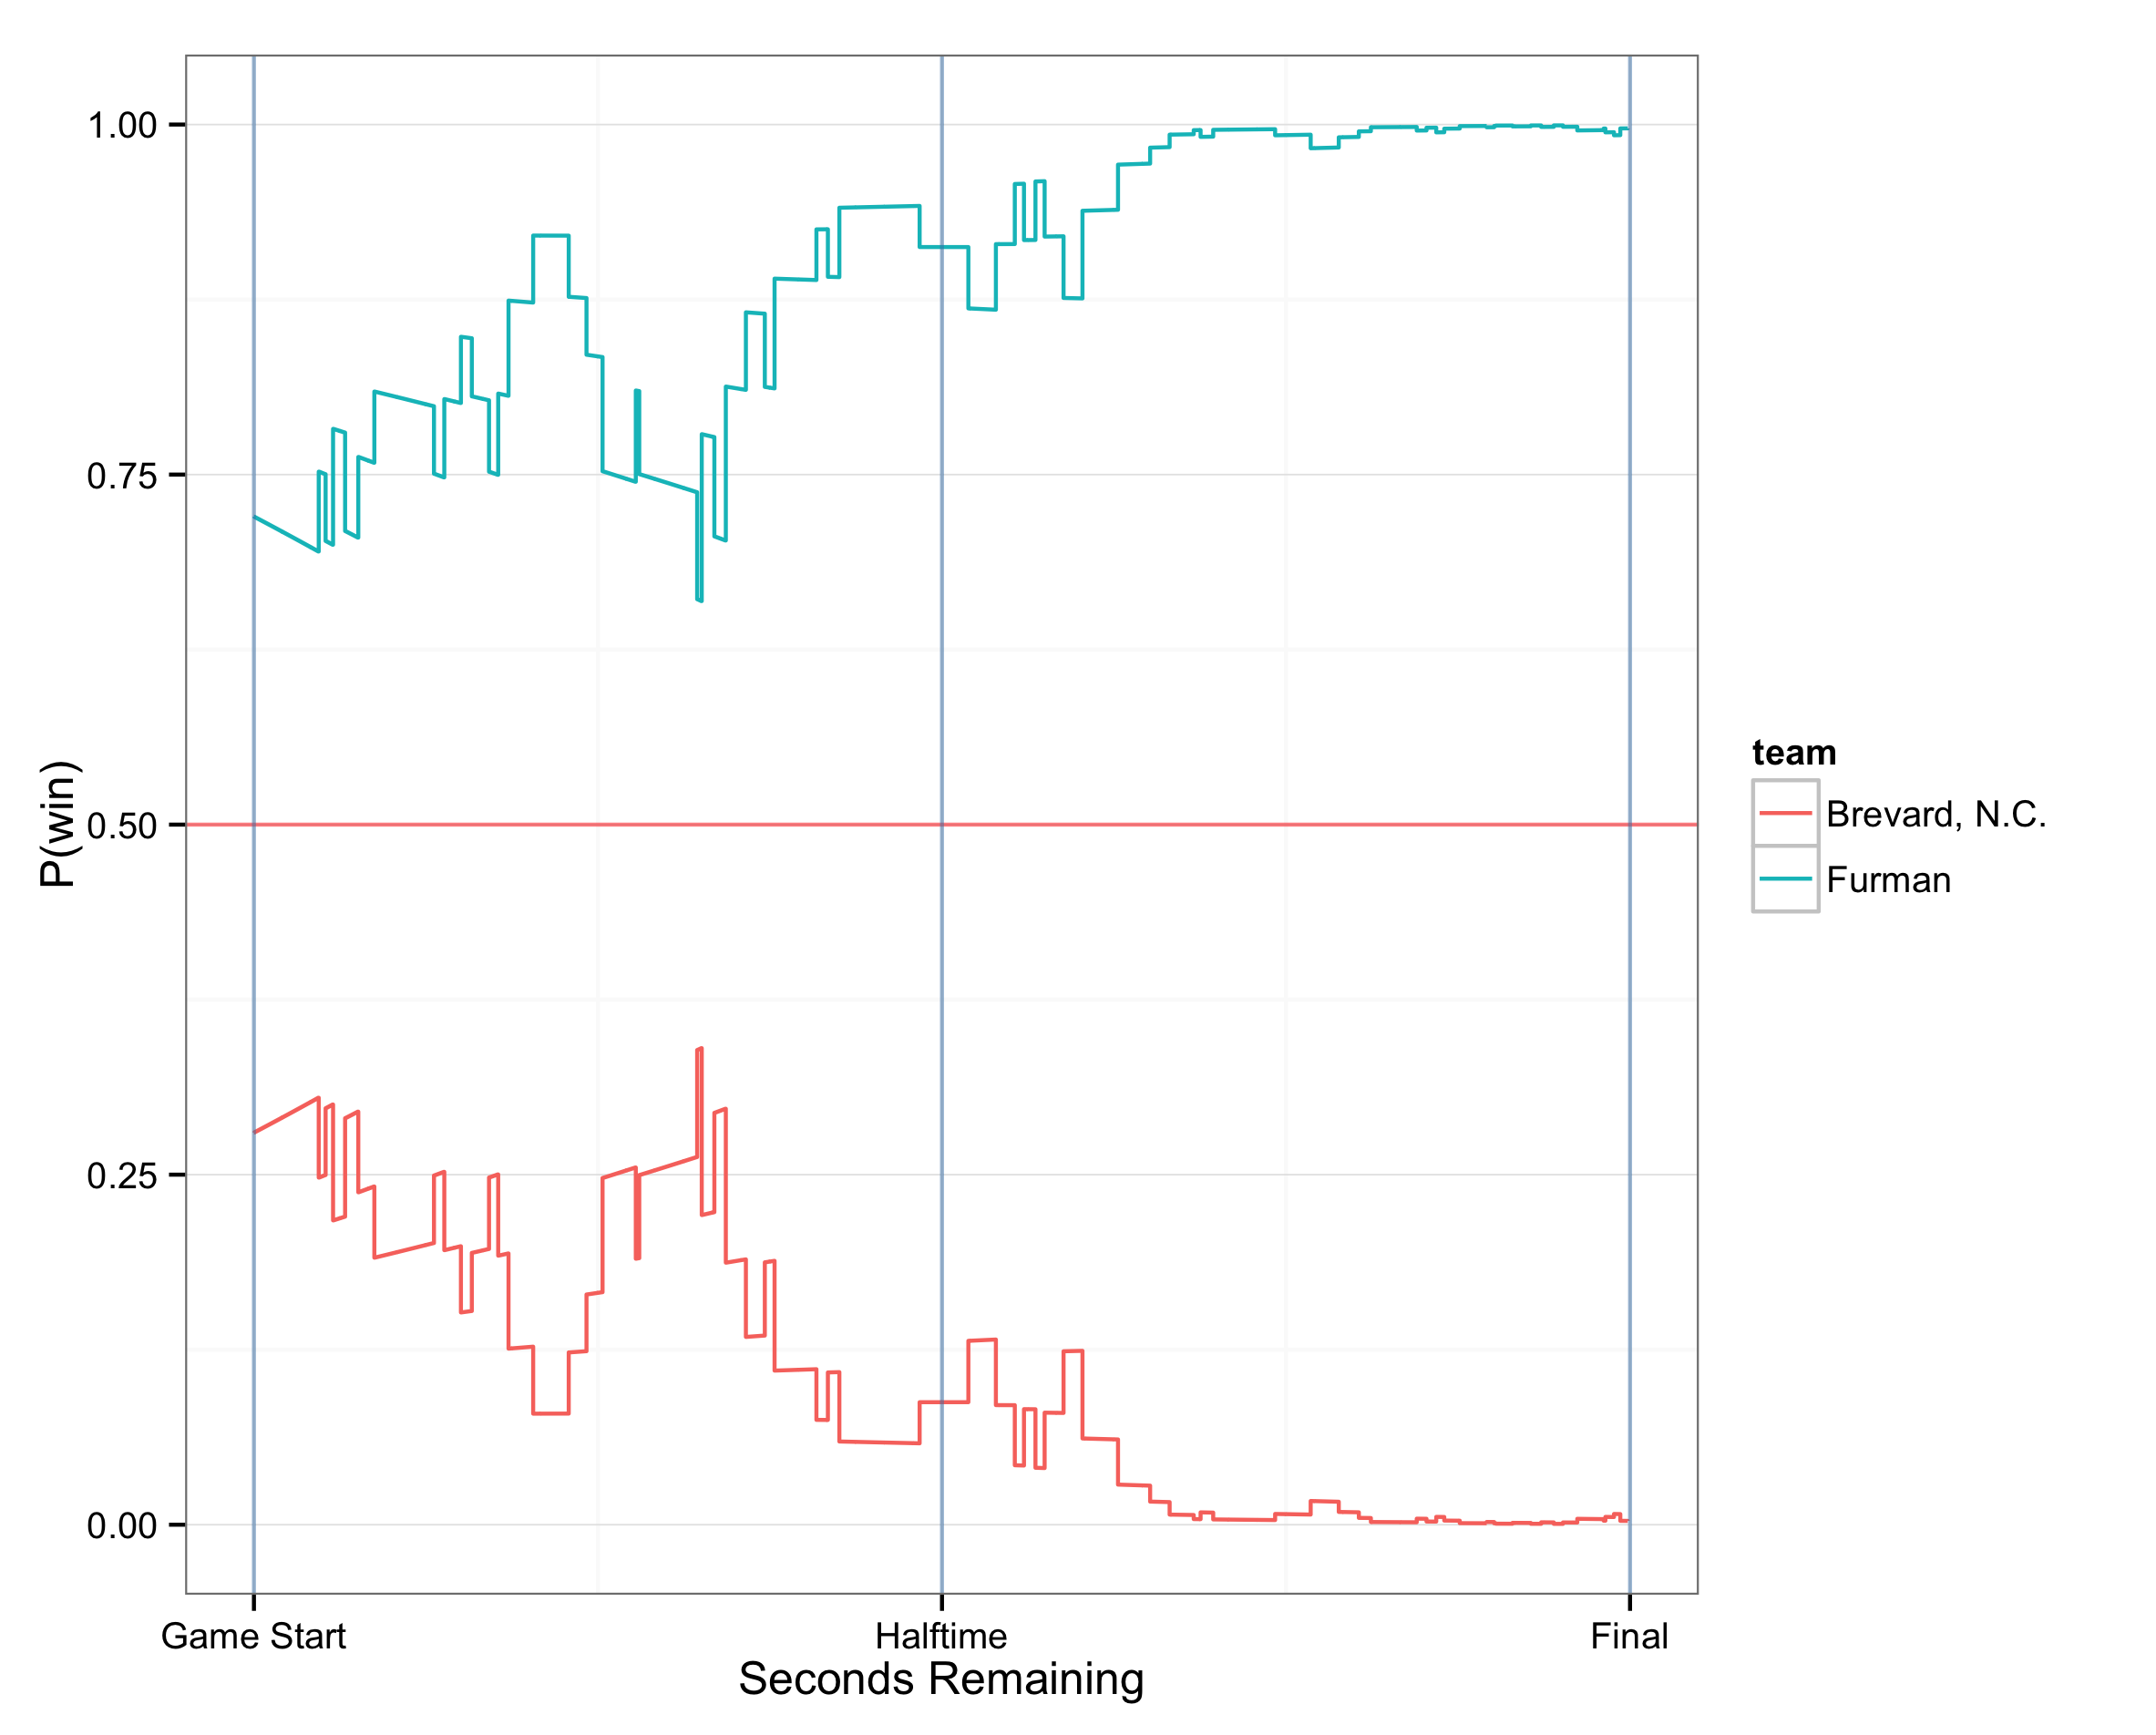 1.00
0.75
0.50
0.25
0.00
P(win)
Game Start
Halftime
Final
Seconds Remaining
team
Brevard, N.C.
Furman